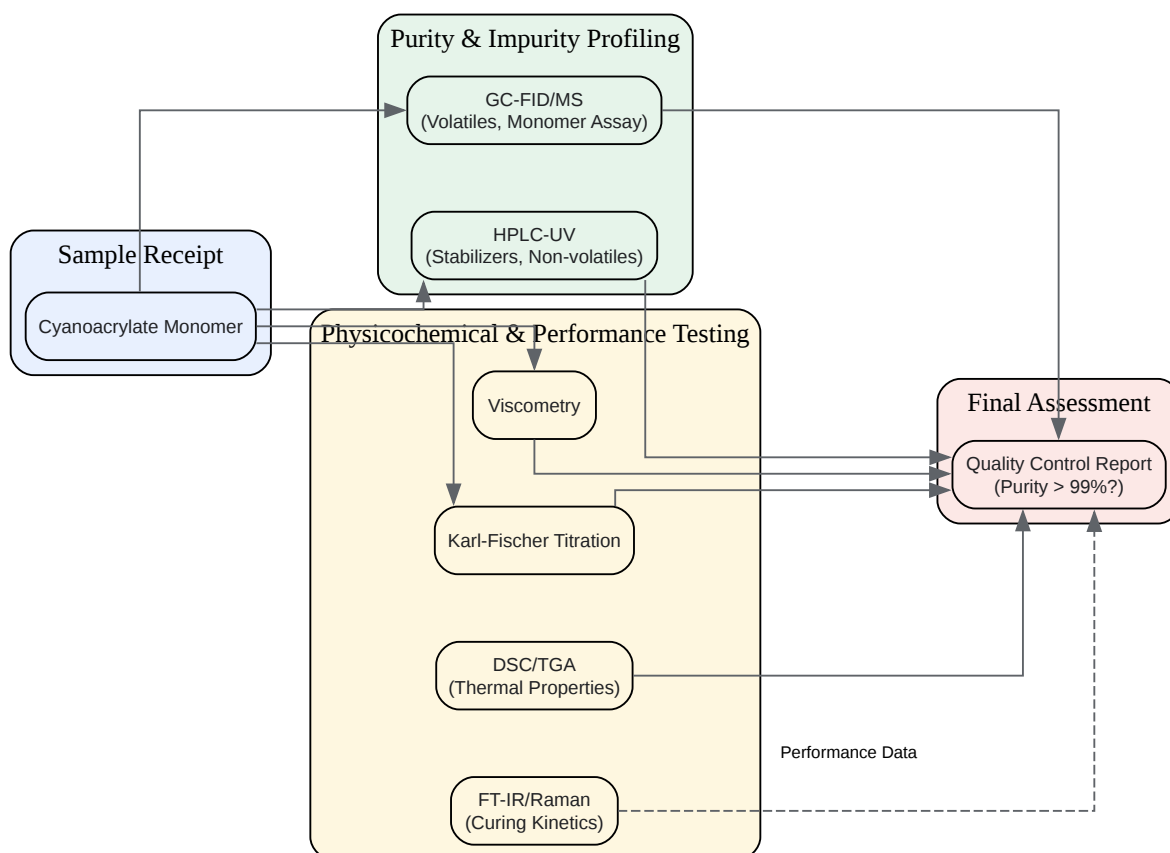 Purity & Impurity Profiling
GC-FID/MS
(Volatiles, Monomer Assay)
HPLC-UV
(Stabilizers, Non-volatiles)
Sample Receipt
Cyanoacrylate Monomer
Physicochemical & Performance Testing
Viscometry
Karl-Fischer Titration
DSC/TGA
(Thermal Properties)
FT-IR/Raman
(Curing Kinetics)
Performance Data
Final Assessment
Quality Control Report
(Purity > 99%?)